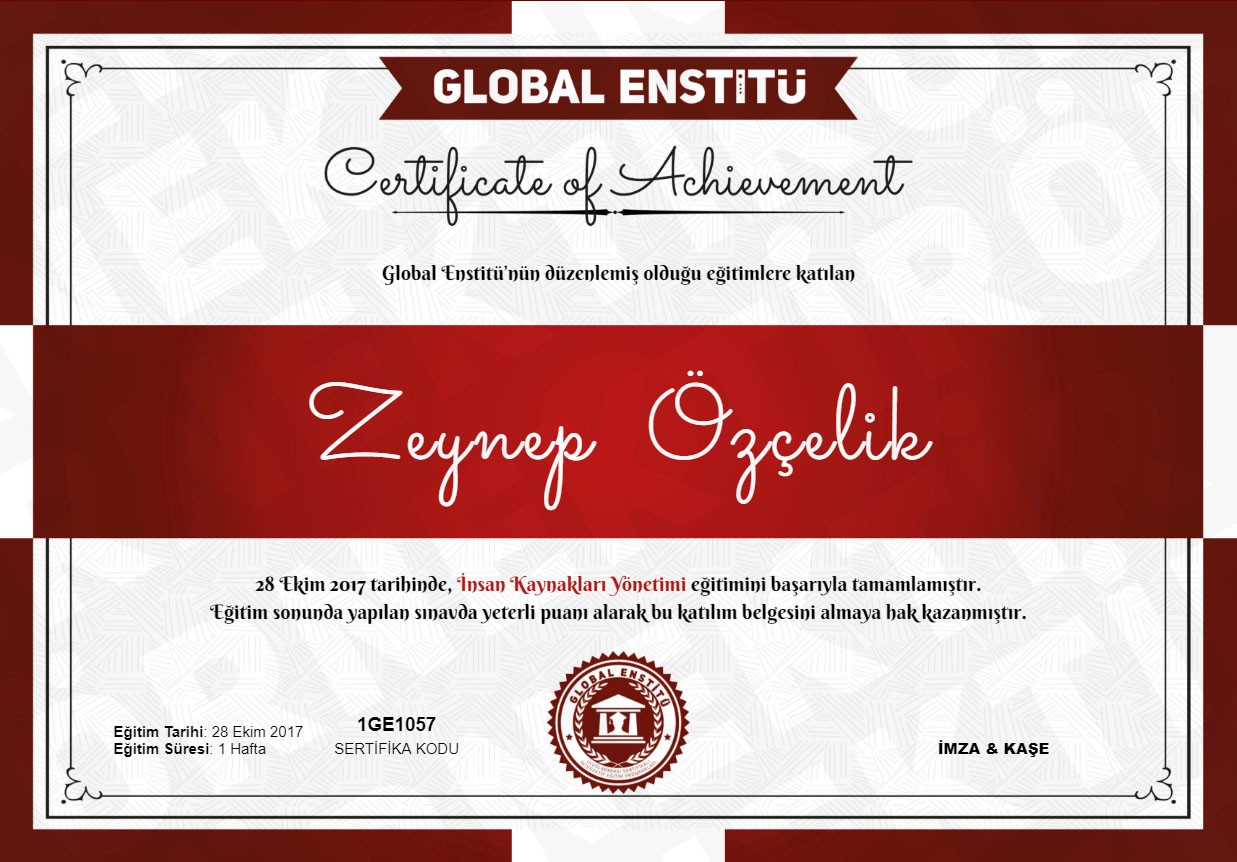 GLOBAL ENSTİTÜ
Certificate of Achievement
Global Enstitü'nün düzenlemiş olduğu eğitimlere katılan
Zeynep Özçelik
28 Ekim 2017 tarihinde, İnsan Kaynakları Yönetimi eğitimini başarıyla tamamlamıştır.
Eğitim sonunda yapılan sınavda yeterli puanı alarak bu katılım belgesini almaya hak kazanmıştır.
GLOBAL ENSTİTÜ
Eğitim Tarihi: 28 Ekim 2017
Eğitim Süresi: 1 Hafta
1GE1057
SERTİFİKA KODU
İMZA & KAŞE